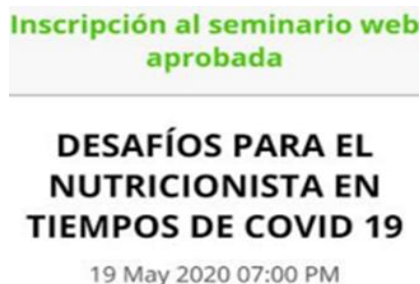 Inscripción al seminario web
aprobada
DESAFÍOS PARA EL
NUTRICIONISTA EN
TIEMPOS DE COVID 19
19 May 2020 07:00 PM